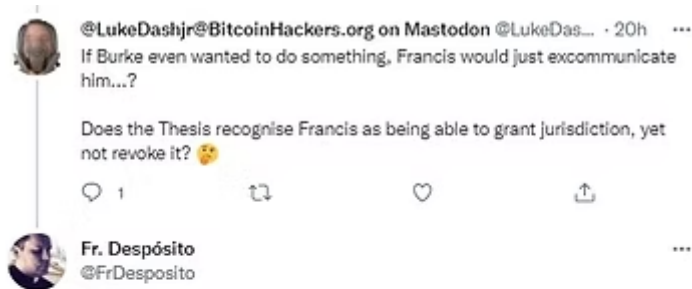 @LukeDashjr@BitcoinHackers.org on Mastodon @LukeDas... · 20h
If Burke even wanted to do something, Francis would just excommunicate
him...?
Does the Thesis recognise Francis as being able to grant jurisdiction, yet
not revoke it? 🤔
1
Fr. Despósito
@FrDesposito